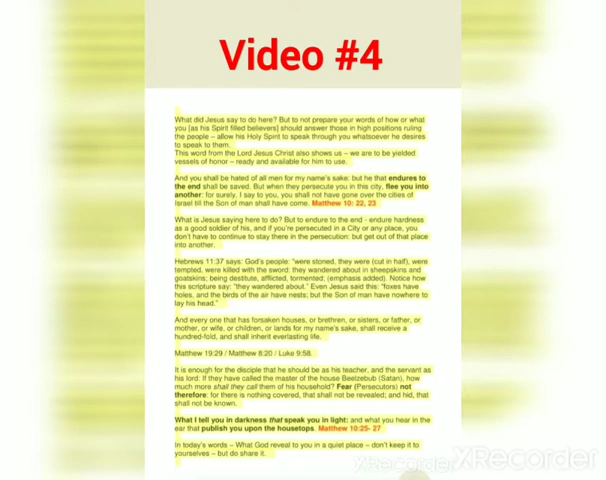 Video #4
What did Jesus say to do here? But to not prepare your words of how or what
you [as his Spirit filled believers] should answer those in high positions ruling
the people – allow his Holy Spirit to speak through you whatsoever he desires
to speak to them.
This word from the Lord Jesus Christ also shows us – we are to be yielded
vessels of honor – ready and available for him to use.
And you shall be hated of all men for my name's sake: but he that endures to
the end shall be saved. But when they persecute you in this city, flee you into
another: for surely, I say to you, you shall not have gone over the cities of
Israel till the Son of man shall have come. Matthew 10: 22, 23
What is Jesus saying here to do? But to endure to the end - endure hardness
as a good soldier of his, and if you're persecuted in a City or any place, you
don't have to continue to stay there in the persecution: but get out of that place
into another.
Hebrews 11:37 says: God's people: "were stoned, they were (cut in half), were
tempted, were killed with the sword: they wandered about in sheepskins and
goatskins; being destitute, afflicted, tormented; (emphasis added). Notice how
this scripture say: "they wandered about." Even Jesus said this: "foxes have
holes, and the birds of the air have nests; but the Son of man have nowhere to
lay his head."
And every one that has forsaken houses, or brethren, or sisters, or father, or
mother, or wife, or children, or lands for my name's sake, shall receive a
hundred-fold, and shall inherit everlasting life.
Matthew 19:29 / Matthew 8:20 / Luke 9:58.
It is enough for the disciple that he should be as his teacher, and the servant as
his lord: If they have called the master of the house Beelzebub (Satan), how
much more shall they call them of his household? Fear (Persecutors) not
therefore: for there is nothing covered, that shall not be revealed; and hid, that
shall not be known.
What I tell you in darkness that speak you in light: and what you hear in the
ear that publish you upon the housetops. Matthew 10:25- 27
In today's words – What God reveal to you in a quiet place – don't keep it to
yourselves – but do share it.
XRecorder
XRecorder